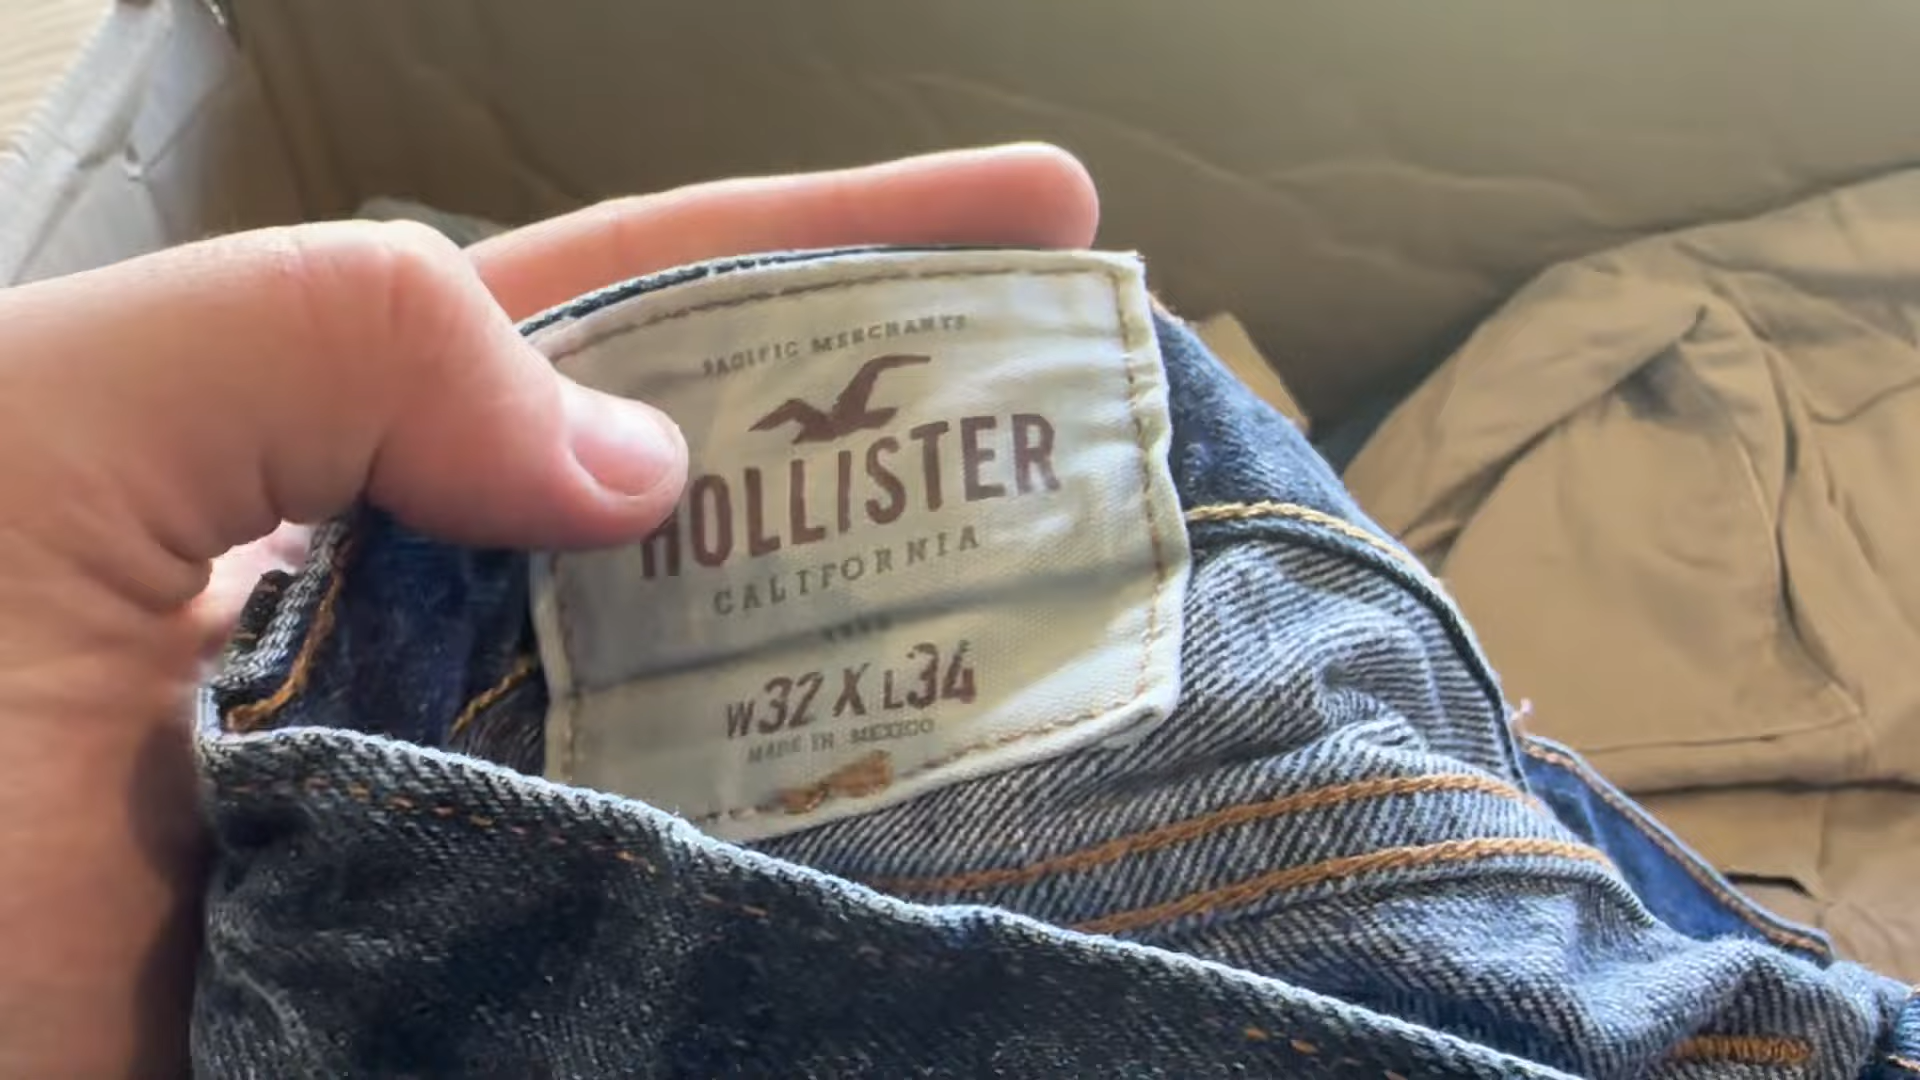 PACIFIC MERCHANTS
HOLLISTER
CALIFORNIA
W32 X L34
MADE IN MEXICO